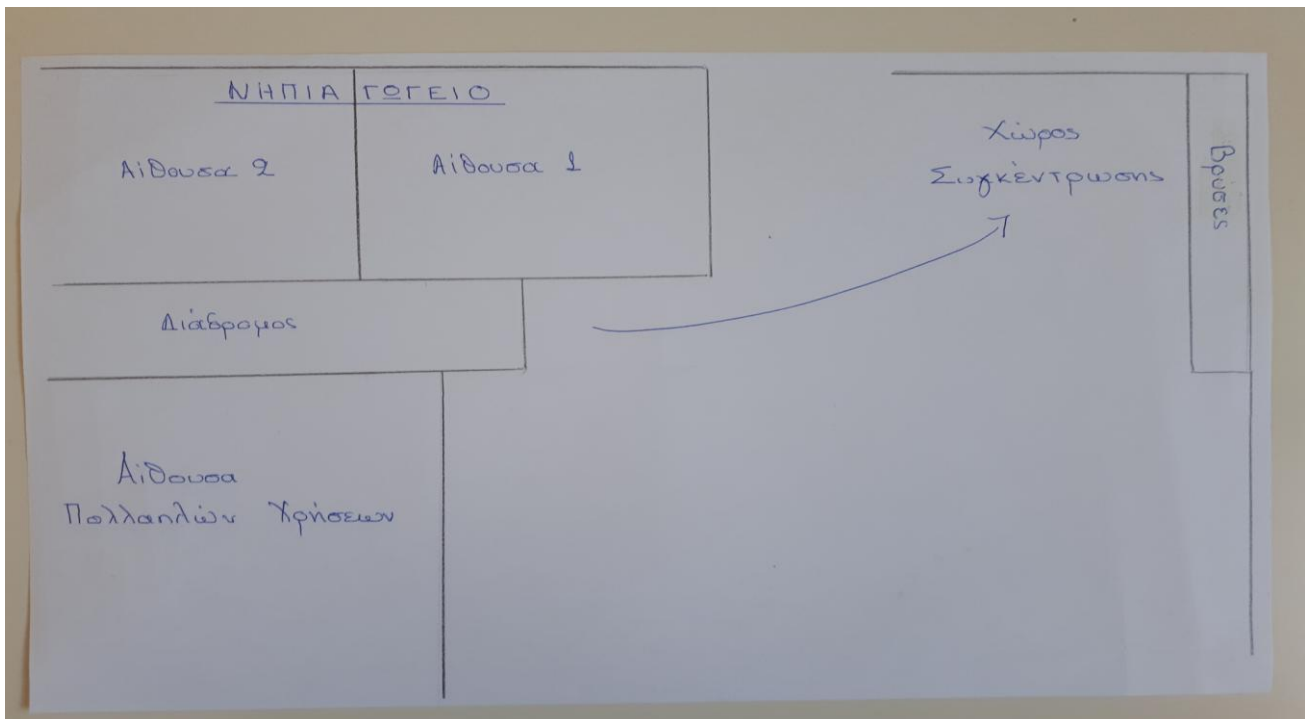 ΝΗΠΙΑΓΩΓΕΙΟ
Αίθουσα 2
Αίθουσα 1
Χώρος
Συγκέντρωσης
Βρύσες
Διάδρομος
Αίθουσα
Πολλαπλών Χρήσεων